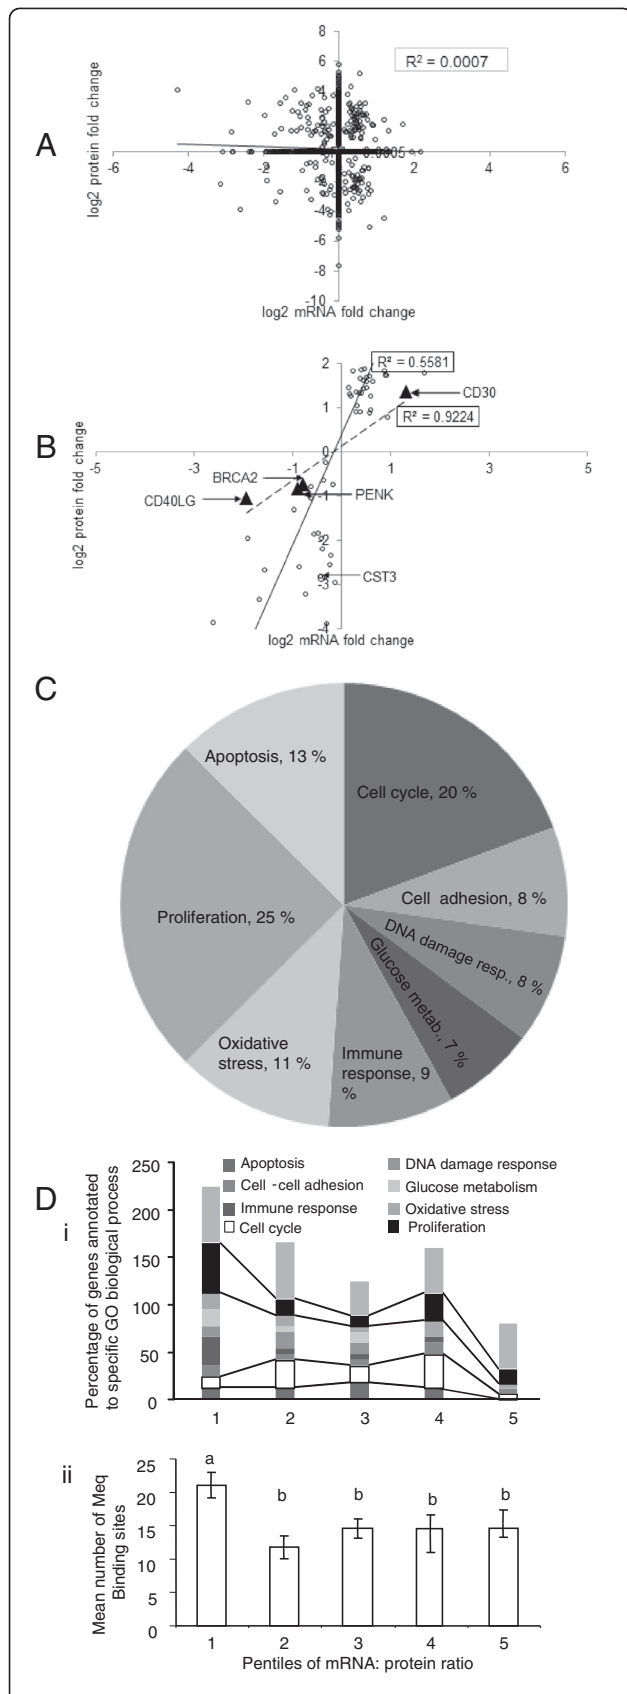 A
R² = 0.0007
log2 protein fold change
8
6
4
2
0
-2
-4
-6
-8
-10
-6
-4
-2
2
4
6
log2 mRNA fold change
B
R² = 0.5581
CD30
R² = 0.9224
BRCA2
CD40LG
PENK
CST3
log2 protein fold change
2
1
0
-1
-2
-3
-4
-5
-3
-1
1
3
5
log2 mRNA fold change
C
Apoptosis, 13 %
Cell cycle, 20 %
Cell adhesion, 8 %
DNA damage resp., 8 %
Glucose metab., 7 %
Immune
response, 9
%
Oxidative
stress, 11 %
Proliferation, 25 %
D
i
Percentage of genes annotated
to specific GO biological process
250
200
150
100
50
0
Apoptosis
Cell -cell adhesion
Immune response
Cell cycle
DNA damage response
Glucose metabolism
Oxidative stress
Proliferation
1 2 3 4 5
ii
Mean number of Meq
Binding sites
25
20
15
10
5
0
a b b b b
1 2 3 4 5
Pentiles of mRNA: protein ratio